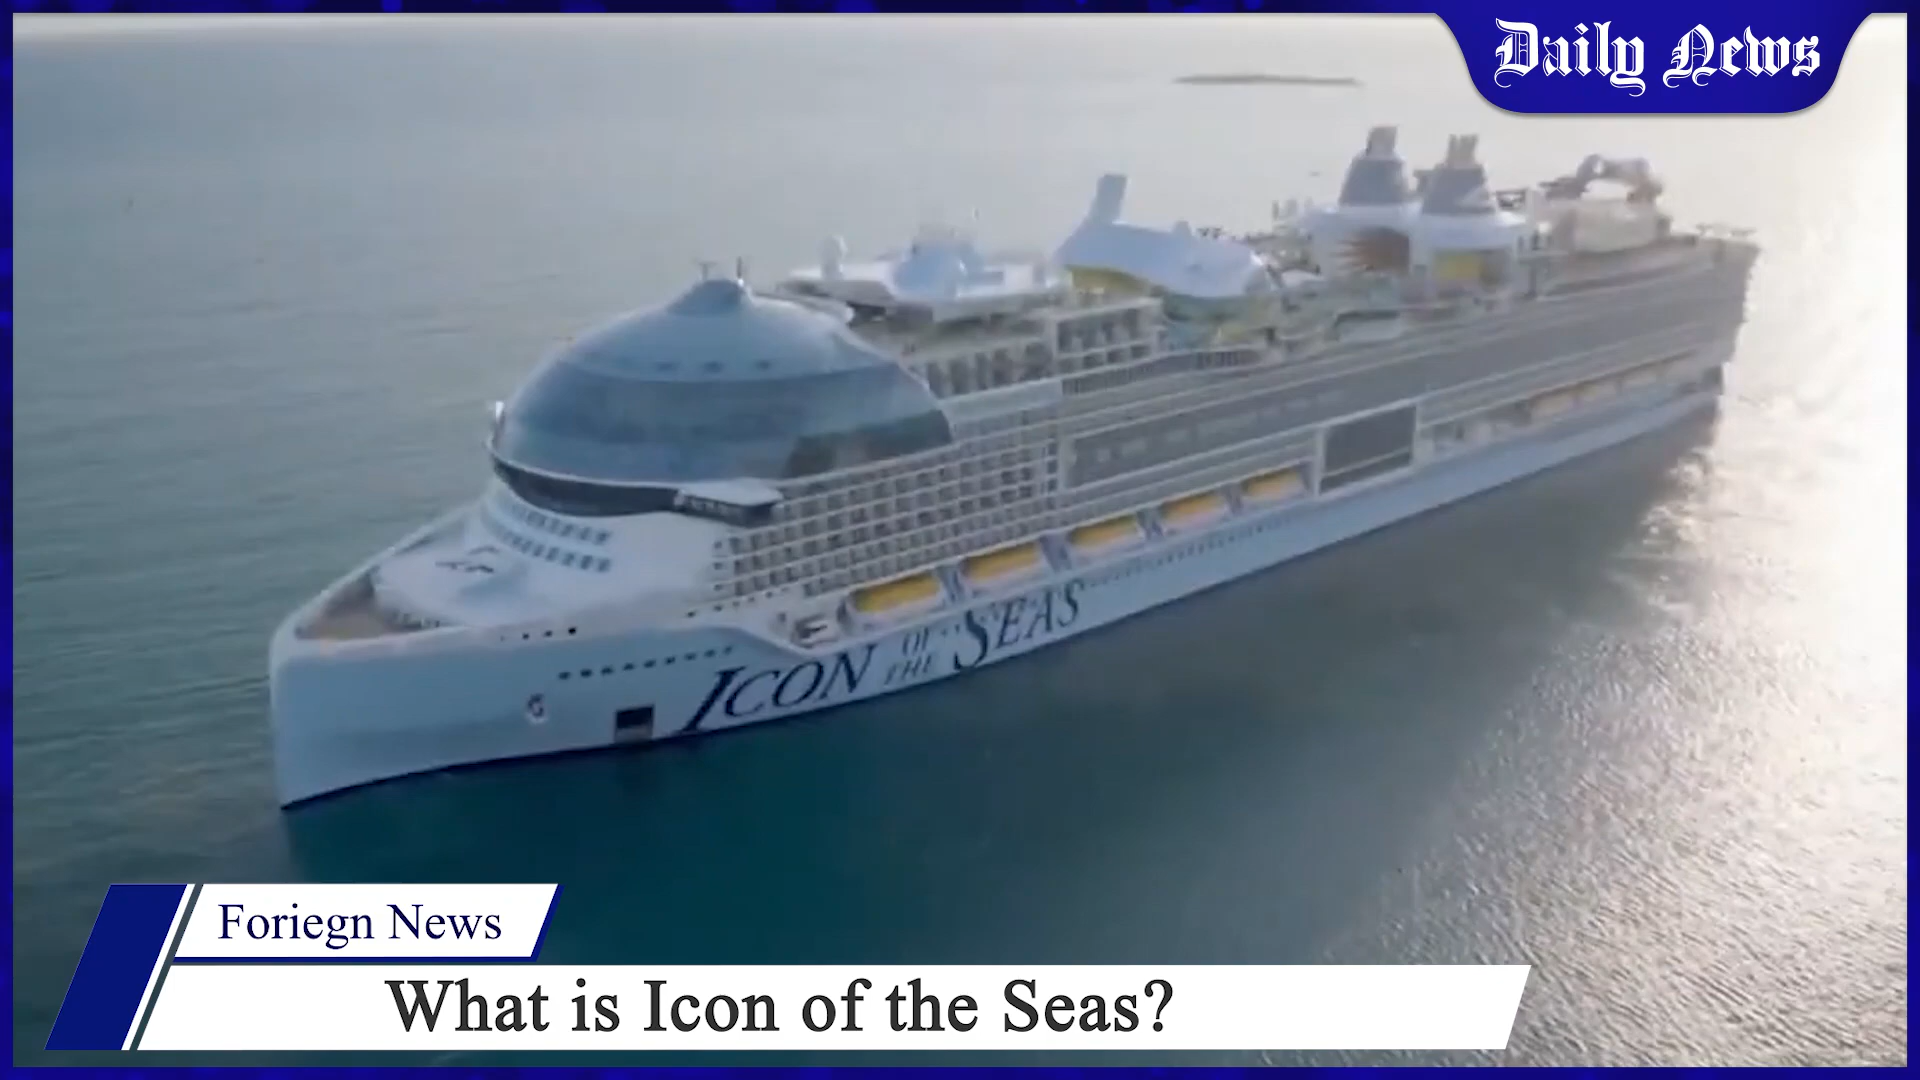 Daily News
ICON OF THE SEAS
Foriegn News
What is Icon of the Seas?